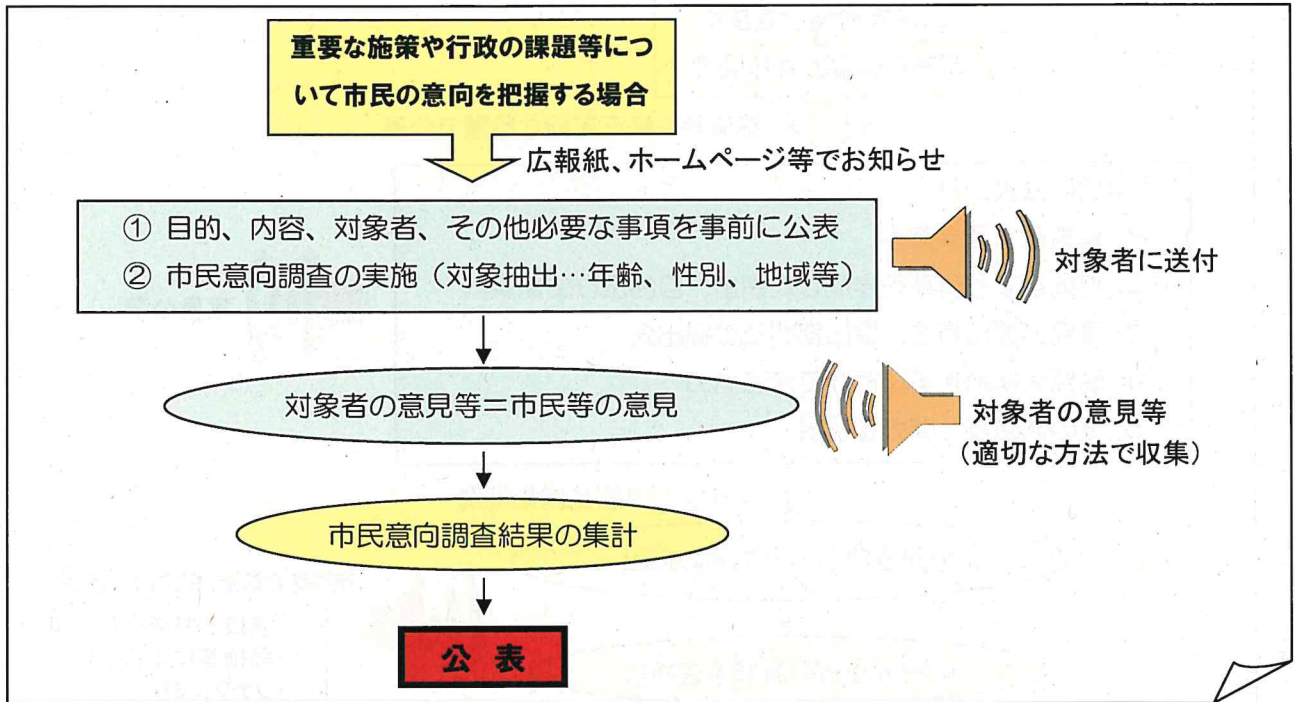 重要な施策や行政の課題等につ
いて市民の意向を把握する場合
広報紙、ホームページ等でお知らせ
① 目的、内容、対象者、その他必要な事項を事前に公表
② 市民意向調査の実施（対象抽出…年齢、性別、地域等）
対象者に送付
対象者の意見等＝市民等の意見
対象者の意見等
（適切な方法で収集）
市民意向調査結果の集計
公 表